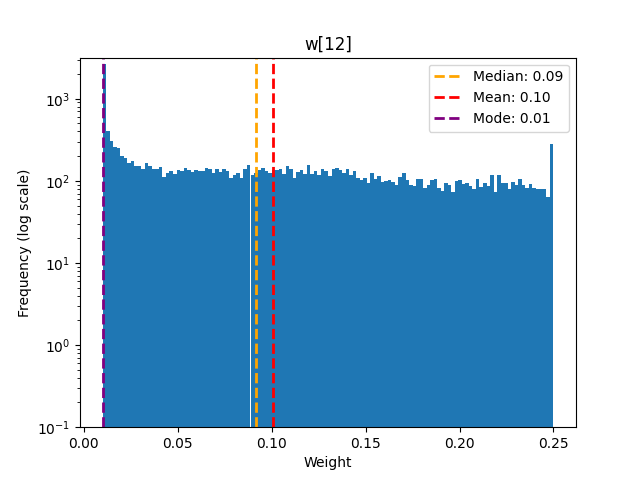 w[12]
Median: 0.09
Mean: 0.10
Mode: 0.01
Frequency (log scale)
10³
10²
10¹
10⁰
10⁻¹
0.00 0.05 0.10 0.15 0.20 0.25
Weight